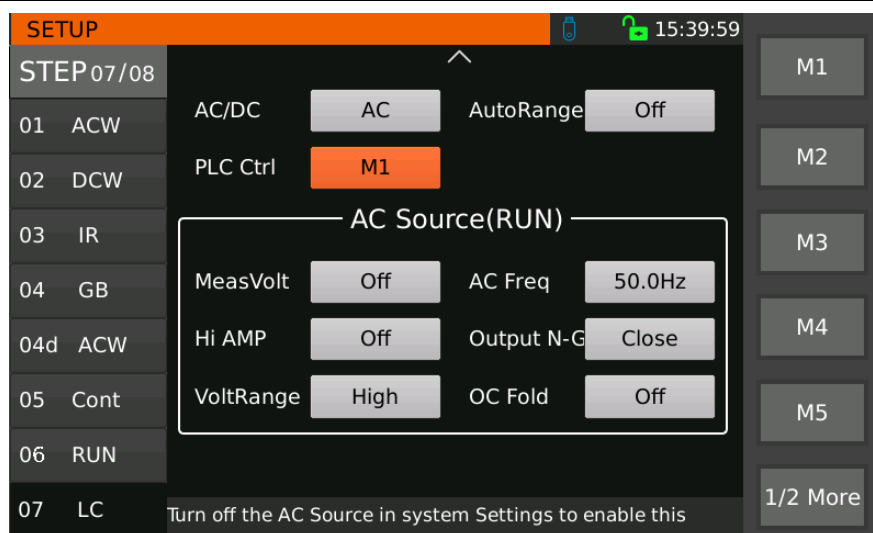 SETUP
15:39:59
STEP 07/08
01 ACW
02 DCW
03 IR
04 GB
04d ACW
05 Cont
06 RUN
07 LC
AC/DC AC AutoRange Off
PLC Ctrl M1
AC Source(RUN)
MeasVolt Off AC Freq 50.0Hz
Hi AMP Off Output N-G Close
VoltRange High OC Fold Off
Turn off the AC Source in system Settings to enable this
M1
M2
M3
M4
M5
1/2 More